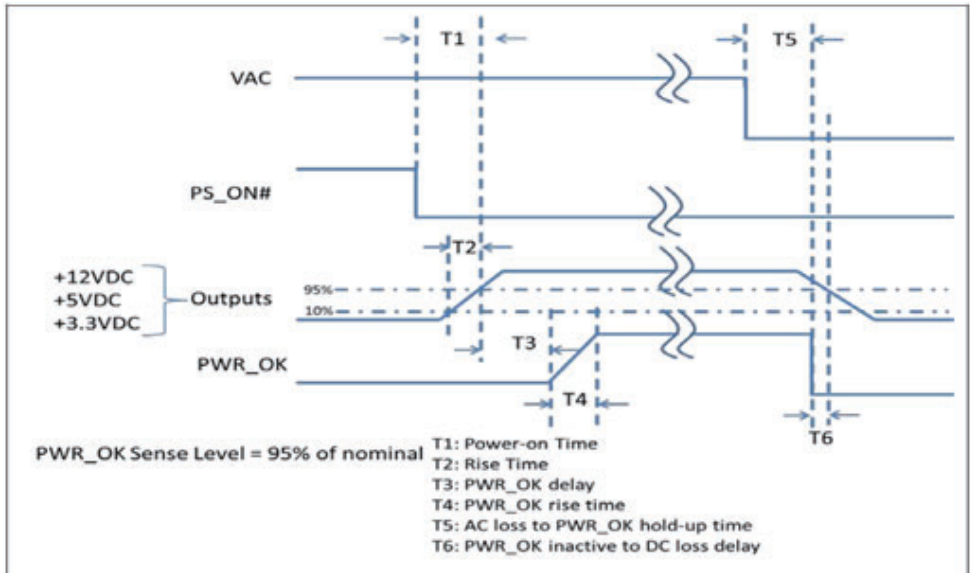 T1
T5
VAC
PS_ON#
T2
+12VDC
+5VDC
+3.3VDC
Outputs
95%
10%
T3
PWR_OK
T4
T6
PWR_OK Sense Level = 95% of nominal
T1: Power-on Time
T2: Rise Time
T3: PWR_OK delay
T4: PWR_OK rise time
T5: AC loss to PWR_OK hold-up time
T6: PWR_OK inactive to DC loss delay